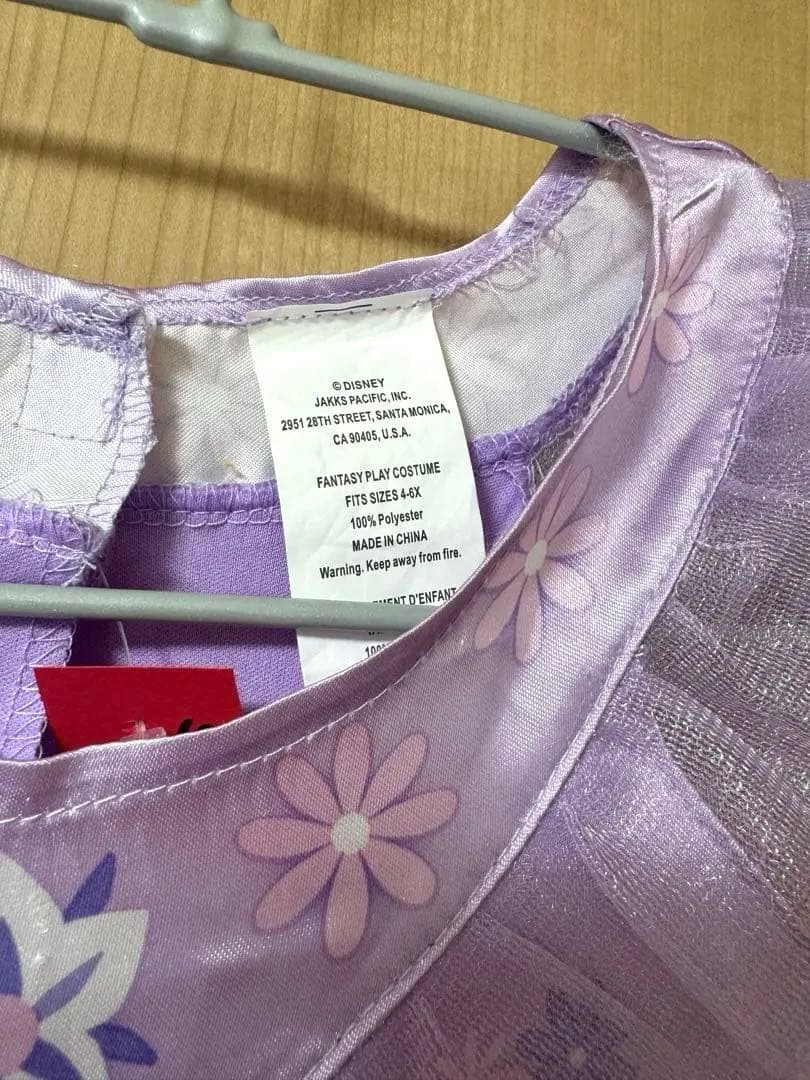 © DISNEY
JAKKS PACIFIC, INC.
2951 28TH STREET, SANTA MONICA,
CA 90405, U.S.A.
FANTASY PLAY COSTUME
FITS SIZES 4-6X
100% Polyester
MADE IN CHINA
Warning. Keep away from fire.
D'ENFANT